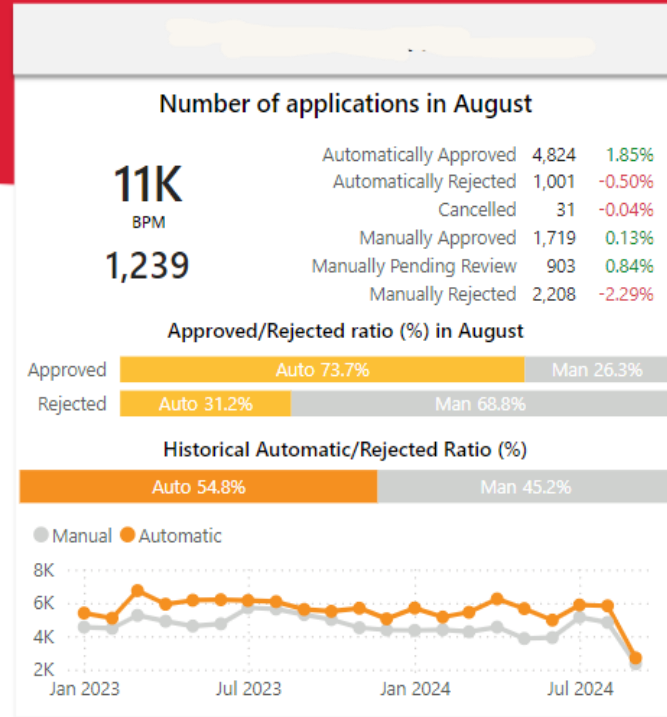 Number of applications in August
11K
BPM
1,239
Automatically Approved 4,824 1.85%
Automatically Rejected 1,001 -0.50%
Cancelled 31 -0.04%
Manually Approved 1,719 0.13%
Manually Pending Review 903 0.84%
Manually Rejected 2,208 -2.29%
Approved/Rejected ratio (%) in August
Approved Auto 73.7% Man 26.3%
Rejected Auto 31.2% Man 68.8%
Historical Automatic/Rejected Ratio (%)
Auto 54.8% Man 45.2%
Manual Automatic
8K
6K
4K
2K
Jan 2023 Jul 2023 Jan 2024 Jul 2024